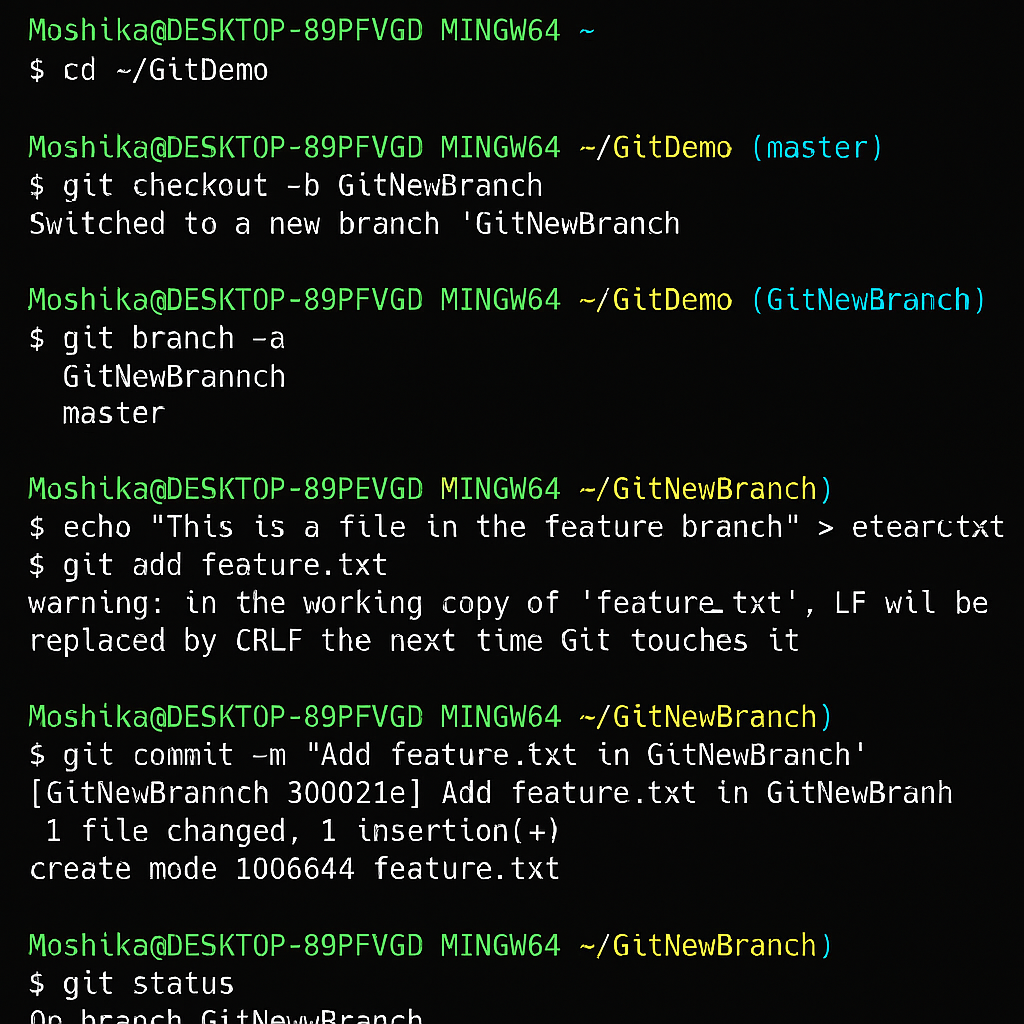 Moshika@DESKTOP-89PFVGD MINGW64 ~
$ cd ~/GitDemo
Moshika@DESKTOP-89PFVGD MINGW64 ~/GitDemo (master)
$ git checkout -b GitNewBranch
Switched to a new branch 'GitNewBranch
Moshika@DESKTOP-89PFVGD MINGW64 ~/GitDemo (GitNewBranch)
$ git branch -a
GitNewBrannch
master
Moshika@DESKTOP-89PEVGD MINGW64 ~/GitNewBranch)
$ echo "This is a file in the feature branch" > etearctxt
$ git add feature.txt
warning: in the working copy of 'feature_txt', LF wil be
replaced by CRLF the next time Git touches it
Moshika@DESKTOP-89PFVGD MINGW64 ~/GitNewBranch)
$ git commit -m "Add feature.txt in GitNewBranch'
[GitNewBrannch 300021e] Add feature.txt in GitNewBranh
1 file changed, 1 insertion(+)
create mode 1006644 feature.txt
Moshika@DESKTOP-89PFVGD MINGW64 ~/GitNewBranch)
$ git status
On branch GitNewwBranch